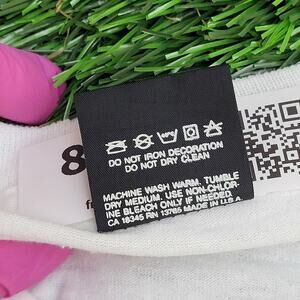 8
f
DO NOT IRON DECORATION
DO NOT DRY CLEAN
MACHINE WASH WARM, TUMBLE
DRY MEDIUM. USE NON-CHLOR-
INE BLEACH ONLY IF NEEDED.
CA 18345 RN 13765 MADE IN U.S.A.